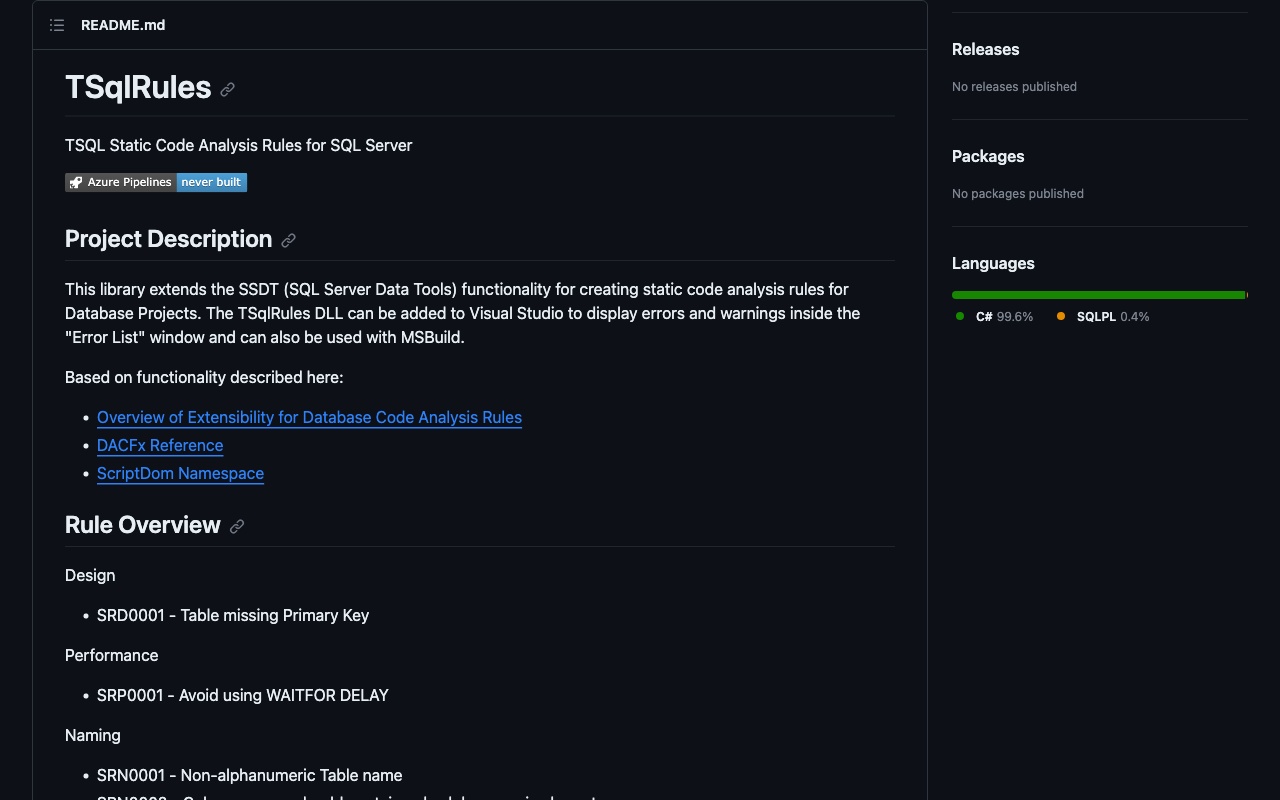 README.md
TSqlRules
TSQL Static Code Analysis Rules for SQL Server
Azure Pipelines never built
Project Description
This library extends the SSDT (SQL Server Data Tools) functionality for creating static code analysis rules for
Database Projects. The TSqlRules DLL can be added to Visual Studio to display errors and warnings inside the
"Error List" window and can also be used with MSBuild.
Based on functionality described here:
• Overview of Extensibility for Database Code Analysis Rules
• DACFx Reference
• ScriptDom Namespace
Rule Overview
Design
• SRD0001 - Table missing Primary Key
Performance
• SRP0001 - Avoid using WAITFOR DELAY
Naming
• SRN0001 - Non-alphanumeric Table name
Releases
No releases published
Packages
No packages published
Languages
C# 99.6% SQLPL 0.4%